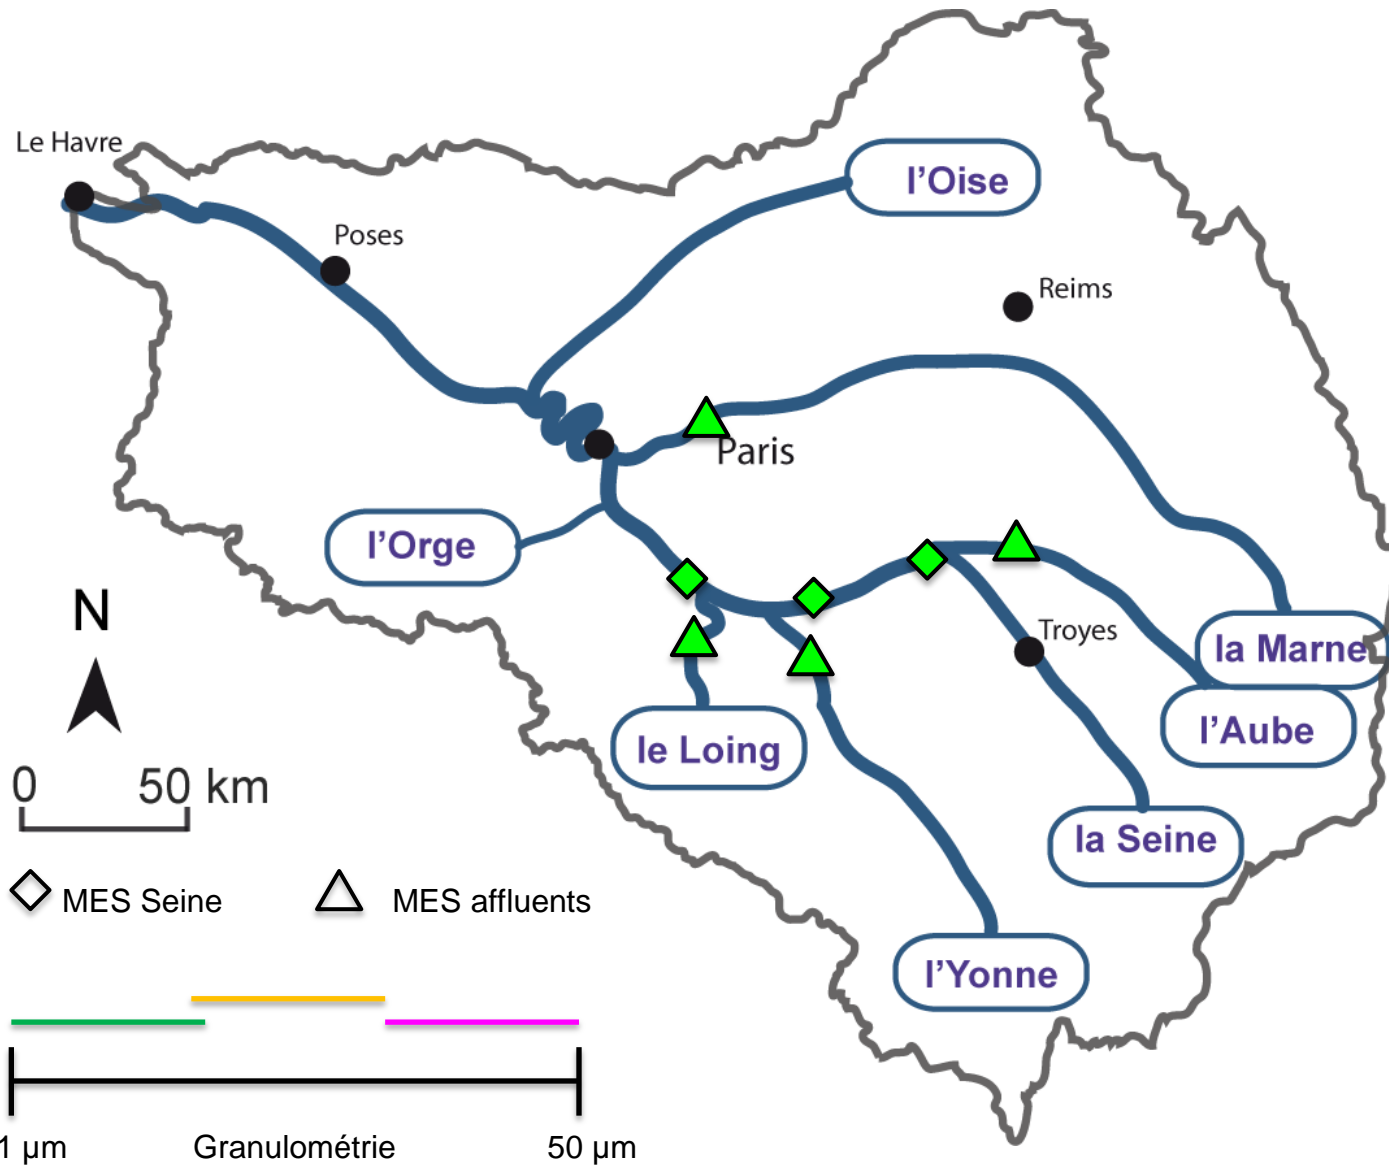 Le Havre
l'Oise
Poses
Reims
Paris
l'Orge
N
Troyes
la Marne
l'Aube
le Loing
0 50 km
la Seine
MES Seine MES affluents
l'Yonne
1 µm Granulométrie 50 µm